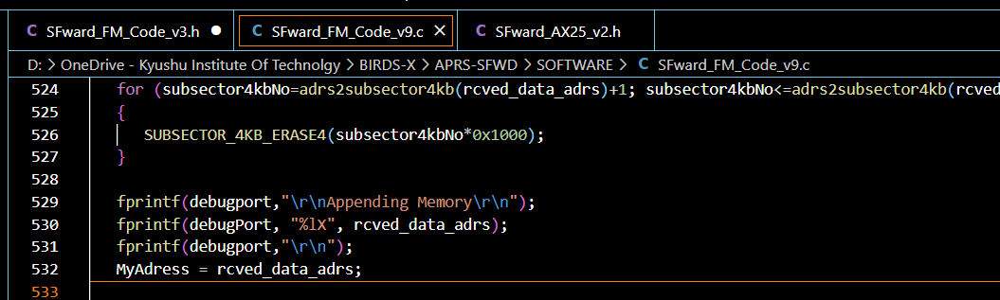 C SFward_FM_Code_v3.h ● C SFward_FM_Code_v9.c × C SFward_AX25_v2.h
D: > OneDrive - Kyushu Institute Of Technolgy > BIRDS-X > APRS-SFWD > SOFTWARE > C SFward_FM_Code_v9.c
524 for (subsector4kbNo=adrs2subsector4kb(rcved_data_adrs)+1; subsector4kbNo<=adrs2subsector4kb(rcved
525 {
526 SUBSECTOR_4KB_ERASE4(subsector4kbNo*0x1000);
527 }
528
529 fprintf(debugport,"\r\nAppending Memory\r\n");
530 fprintf(debugPort, "%lX", rcved_data_adrs);
531 fprintf(debugport,"\r\n");
532 MyAdress = rcved_data_adrs;
533